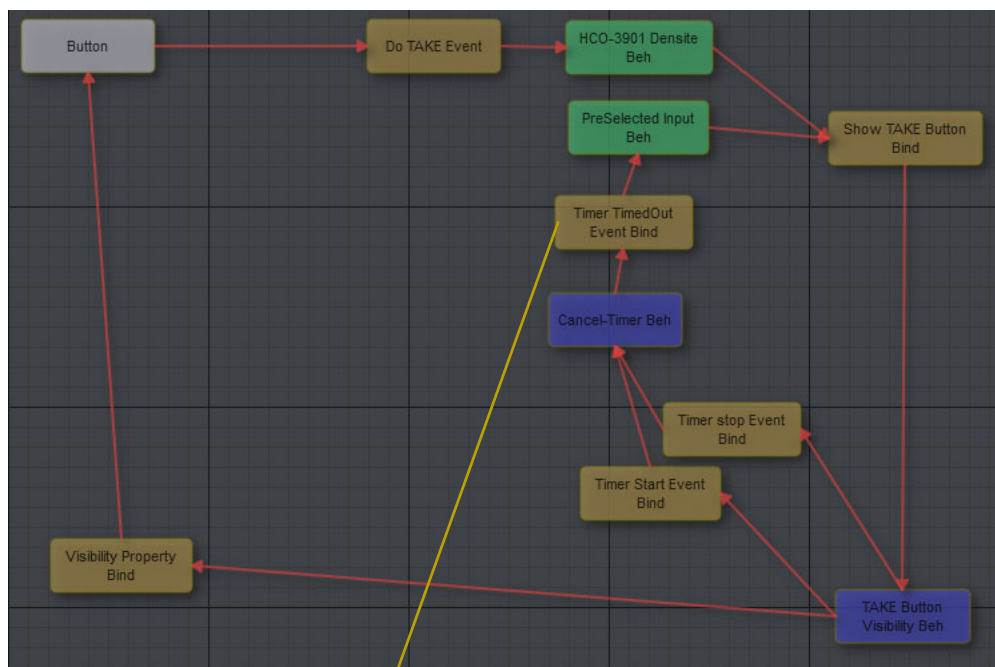 Button
Do TAKE Event
HCO-3901 Densite
Beh
PreSelected Input
Beh
Show TAKE Button
Bind
Timer TimedOut
Event Bind
Cancel-Timer Beh
Timer stop Event
Bind
Timer Start Event
Bind
Visibility Property
Bind
TAKE Button
Visibility Beh